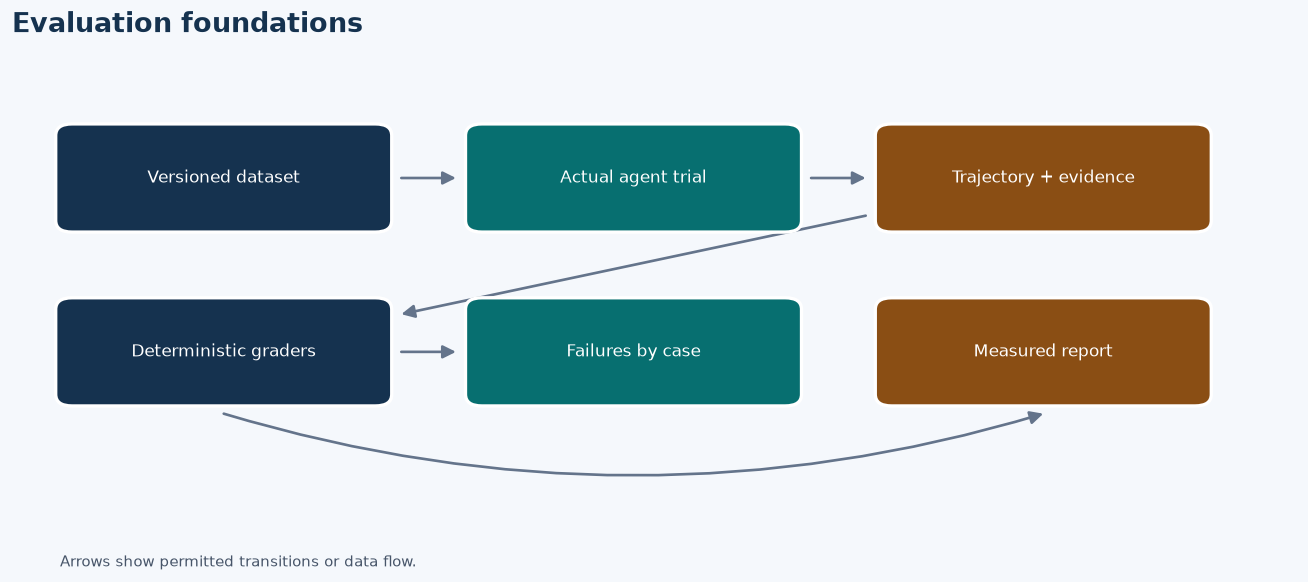 Evaluation foundations
Versioned dataset
Actual agent trial
Trajectory + evidence
Deterministic graders
Failures by case
Measured report
Arrows show permitted transitions or data flow.